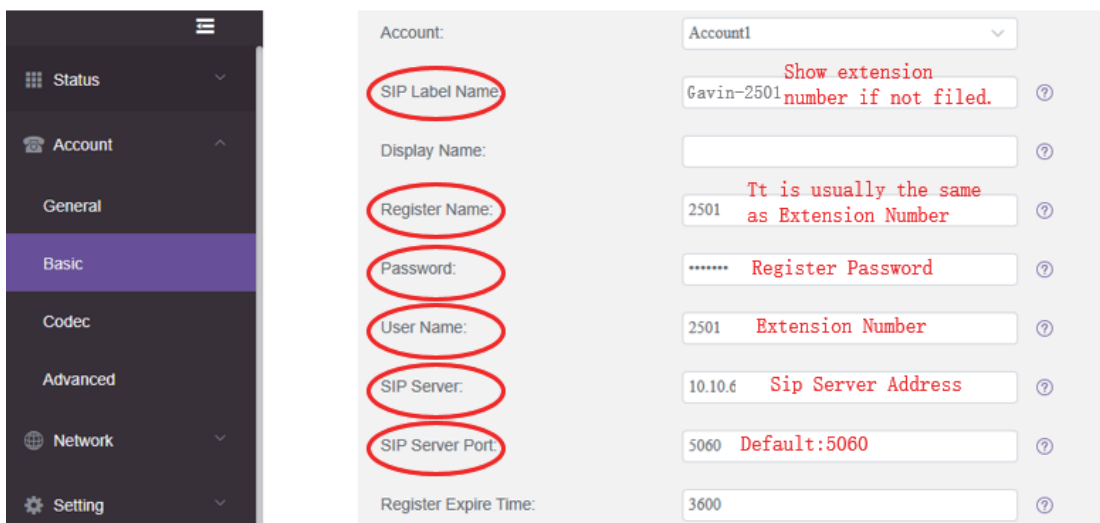 Account: Account1
Status
SIP Label Name: Gavin-2501 Show extension number if not filed.
Account
Display Name:
General
Register Name: 2501 Tt is usually the same as Extension Number
Basic
Password: ••••••• Register Password
Codec
User Name: 2501 Extension Number
Advanced
SIP Server: 10.10.6 Sip Server Address
Network
SIP Server Port: 5060 Default:5060
Setting
Register Expire Time: 3600